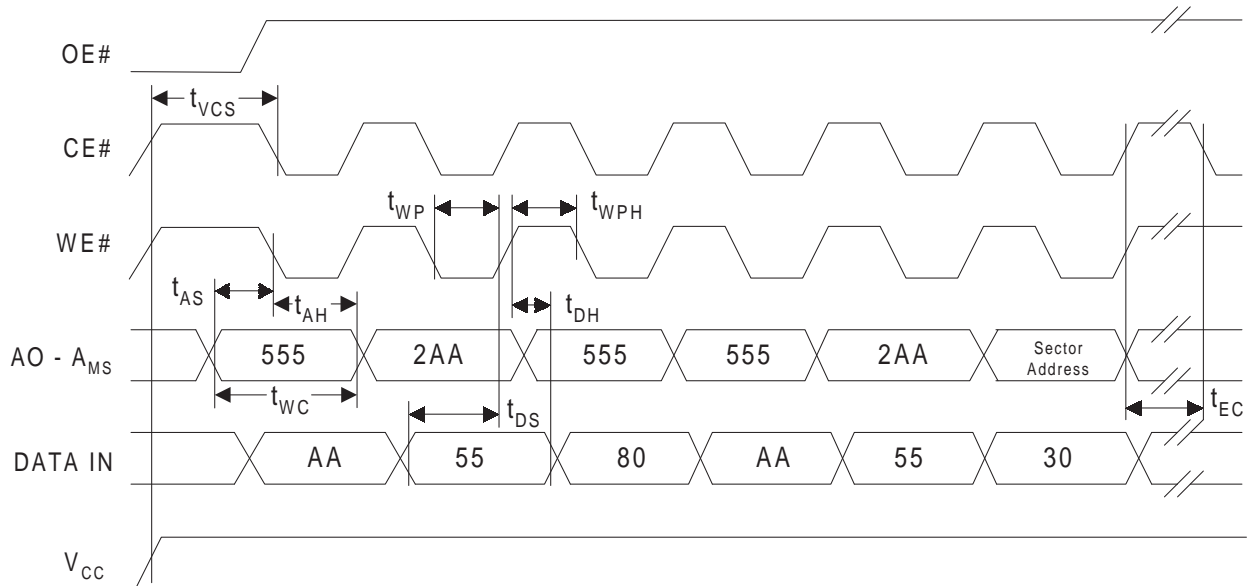 OE#
tVCS
CE#
tWP
tWPH
WE#
tAS
tAH
tDH
AO - AMS
555
2AA
555
555
2AA
Sector
Address
tWC
tDS
tEC
DATA IN
AA
55
80
AA
55
30
VCC